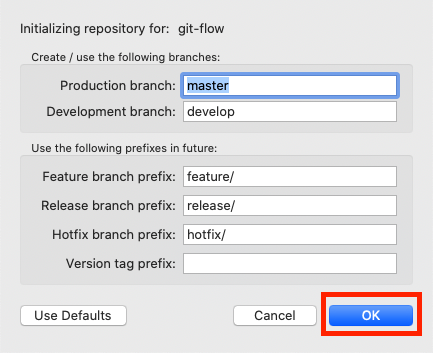 Initializing repository for: git-flow
Create / use the following branches:
Production branch: master
Development branch: develop
Use the following prefixes in future:
Feature branch prefix: feature/
Release branch prefix: release/
Hotfix branch prefix: hotfix/
Version tag prefix:
Use Defaults Cancel OK